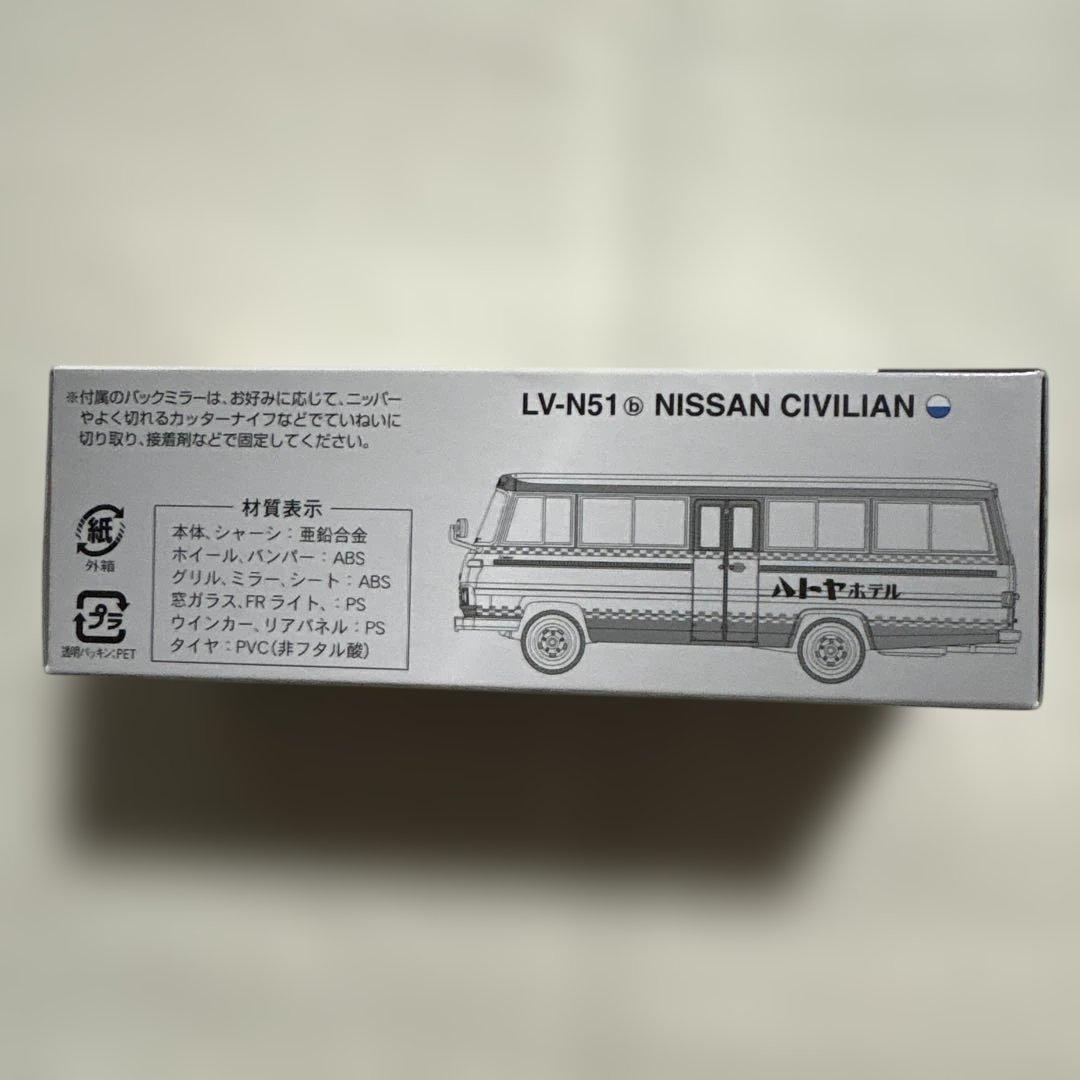 ※付属のバックミラーは、お好みに応じて、ニッパー
やよく切れるカッターナイフなどでていねいに
切り取り、接着剤などで固定してください。
LV-N51 ⓑ NISSAN CIVILIAN
紙
外箱
プラ
透明パッキン:PET
材質表示
本体、シャーシ：亜鉛合金
ホイール、バンパー：ABS
グリル、ミラー、シート：ABS
窓ガラス、FRライト、：PS
ウインカー、リアパネル：PS
タイヤ：PVC(非フタル酸)
ハトヤホテル